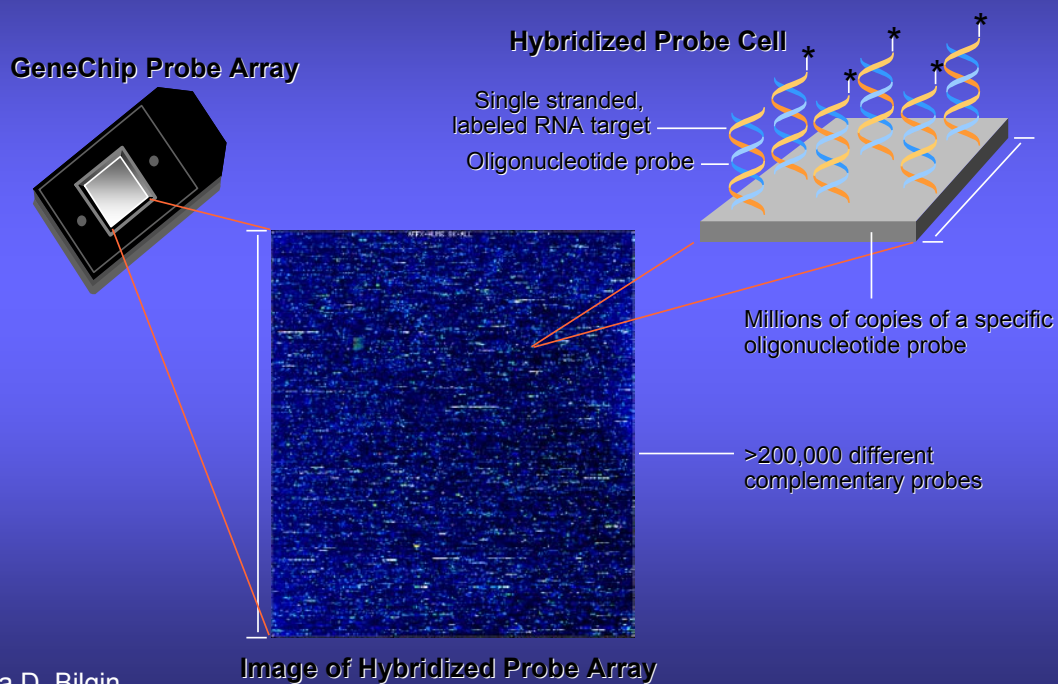 Hybridized Probe Cell
GeneChip Probe Array
* * * * *
Single stranded,
labeled RNA target
Oligonucleotide probe
Millions of copies of a specific
oligonucleotide probe
>200,000 different
complementary probes
Image of Hybridized Probe Array
a D. Bilgin